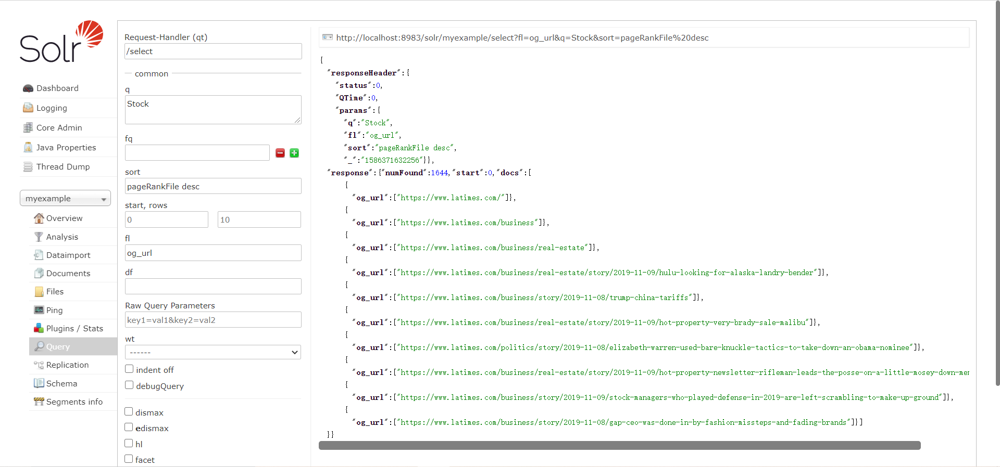 Solr
Dashboard
Logging
Core Admin
Java Properties
Thread Dump
myexample
Overview
Analysis
Dataimport
Documents
Files
Ping
Plugins / Stats
Query
Replication
Schema
Segments info
Request-Handler (qt)
/select
common
q
Stock
fq
sort
pageRankFile desc
start, rows
0 10
fl
og_url
df
Raw Query Parameters
key1=val1&key2=val2
wt
------
indent off
debugQuery
dismax
edismax
hl
facet
http://localhost:8983/solr/myexample/select?fl=og_url&q=Stock&sort=pageRankFile%20desc
{
"responseHeader":{
"status":0,
"QTime":0,
"params":{
"q":"Stock",
"fl":"og_url",
"sort":"pageRankFile desc",
"_":"1586371632256"}},
"response":{"numFound":1644,"start":0,"docs":[
{
"og_url":["https://www.latimes.com/"]},
{
"og_url":["https://www.latimes.com/business"]},
{
"og_url":["https://www.latimes.com/business/real-estate"]},
{
"og_url":["https://www.latimes.com/business/real-estate/story/2019-11-09/hulu-looking-for-alaska-landry-bender"]},
{
"og_url":["https://www.latimes.com/business/story/2019-11-08/trump-china-tariffs"]},
{
"og_url":["https://www.latimes.com/business/real-estate/story/2019-11-09/hot-property-very-brady-sale-malibu"]},
{
"og_url":["https://www.latimes.com/politics/story/2019-11-08/elizabeth-warren-used-bare-knuckle-tactics-to-take-down-an-obama-nominee"]},
{
"og_url":["https://www.latimes.com/business/real-estate/story/2019-11-09/hot-property-newsletter-rifleman-leads-the-posse-on-a-little-mosey-down-mem
{
"og_url":["https://www.latimes.com/business/story/2019-11-09/stock-managers-who-played-defense-in-2019-are-left-scrambling-to-make-up-ground"]},
{
"og_url":["https://www.latimes.com/business/story/2019-11-08/gap-ceo-was-done-in-by-fashion-missteps-and-fading-brands"]}]
}}